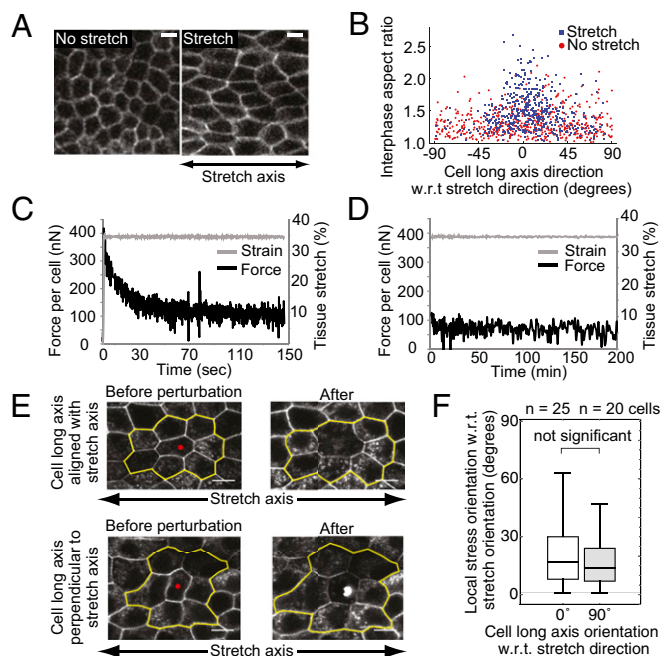 A
No stretch
Stretch
Stretch axis
B
Interphase aspect ratio
2.5
2.0
1.5
1.0
Stretch
No stretch
-90 -45 0 45 90
Cell long axis direction
w.r.t stretch direction (degrees)
C
Force per cell (nN)
400
300
200
100
0
Strain
Force
40
30
20
10
Tissue stretch (%)
0 30 70 110 150
Time (sec)
D
Force per cell (nN)
400
300
200
100
0
Strain
Force
40
30
20
10
Tissue stretch (%)
0 50 100 150 200
Time (min)
E
Cell long axis
aligned with
stretch axis
Before perturbation
After
Stretch axis
Cell long axis
perpendicular to
stretch axis
Before perturbation
After
Stretch axis
F
n = 25 n = 20 cells
not significant
Local stress orientation w.r.t.
stretch orientation (degrees)
90
60
30
0
0° 90°
Cell long axis orientation
w.r.t. stretch direction